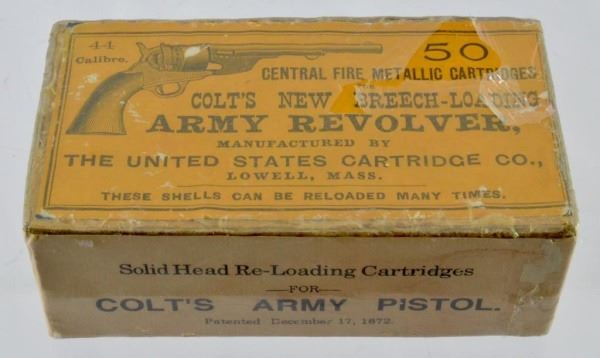 44
Calibre.
50
CENTRAL FIRE METALLIC CARTRIDGES
FOR
COLT'S NEW BREECH-LOADING
ARMY REVOLVER,
MANUFACTURED BY
THE UNITED STATES CARTRIDGE CO.,
LOWELL, MASS.
THESE SHELLS CAN BE RELOADED MANY TIMES.
Solid Head Re-Loading Cartridges
—FOR—
COLT'S ARMY PISTOL.
Patented December 17, 1872.